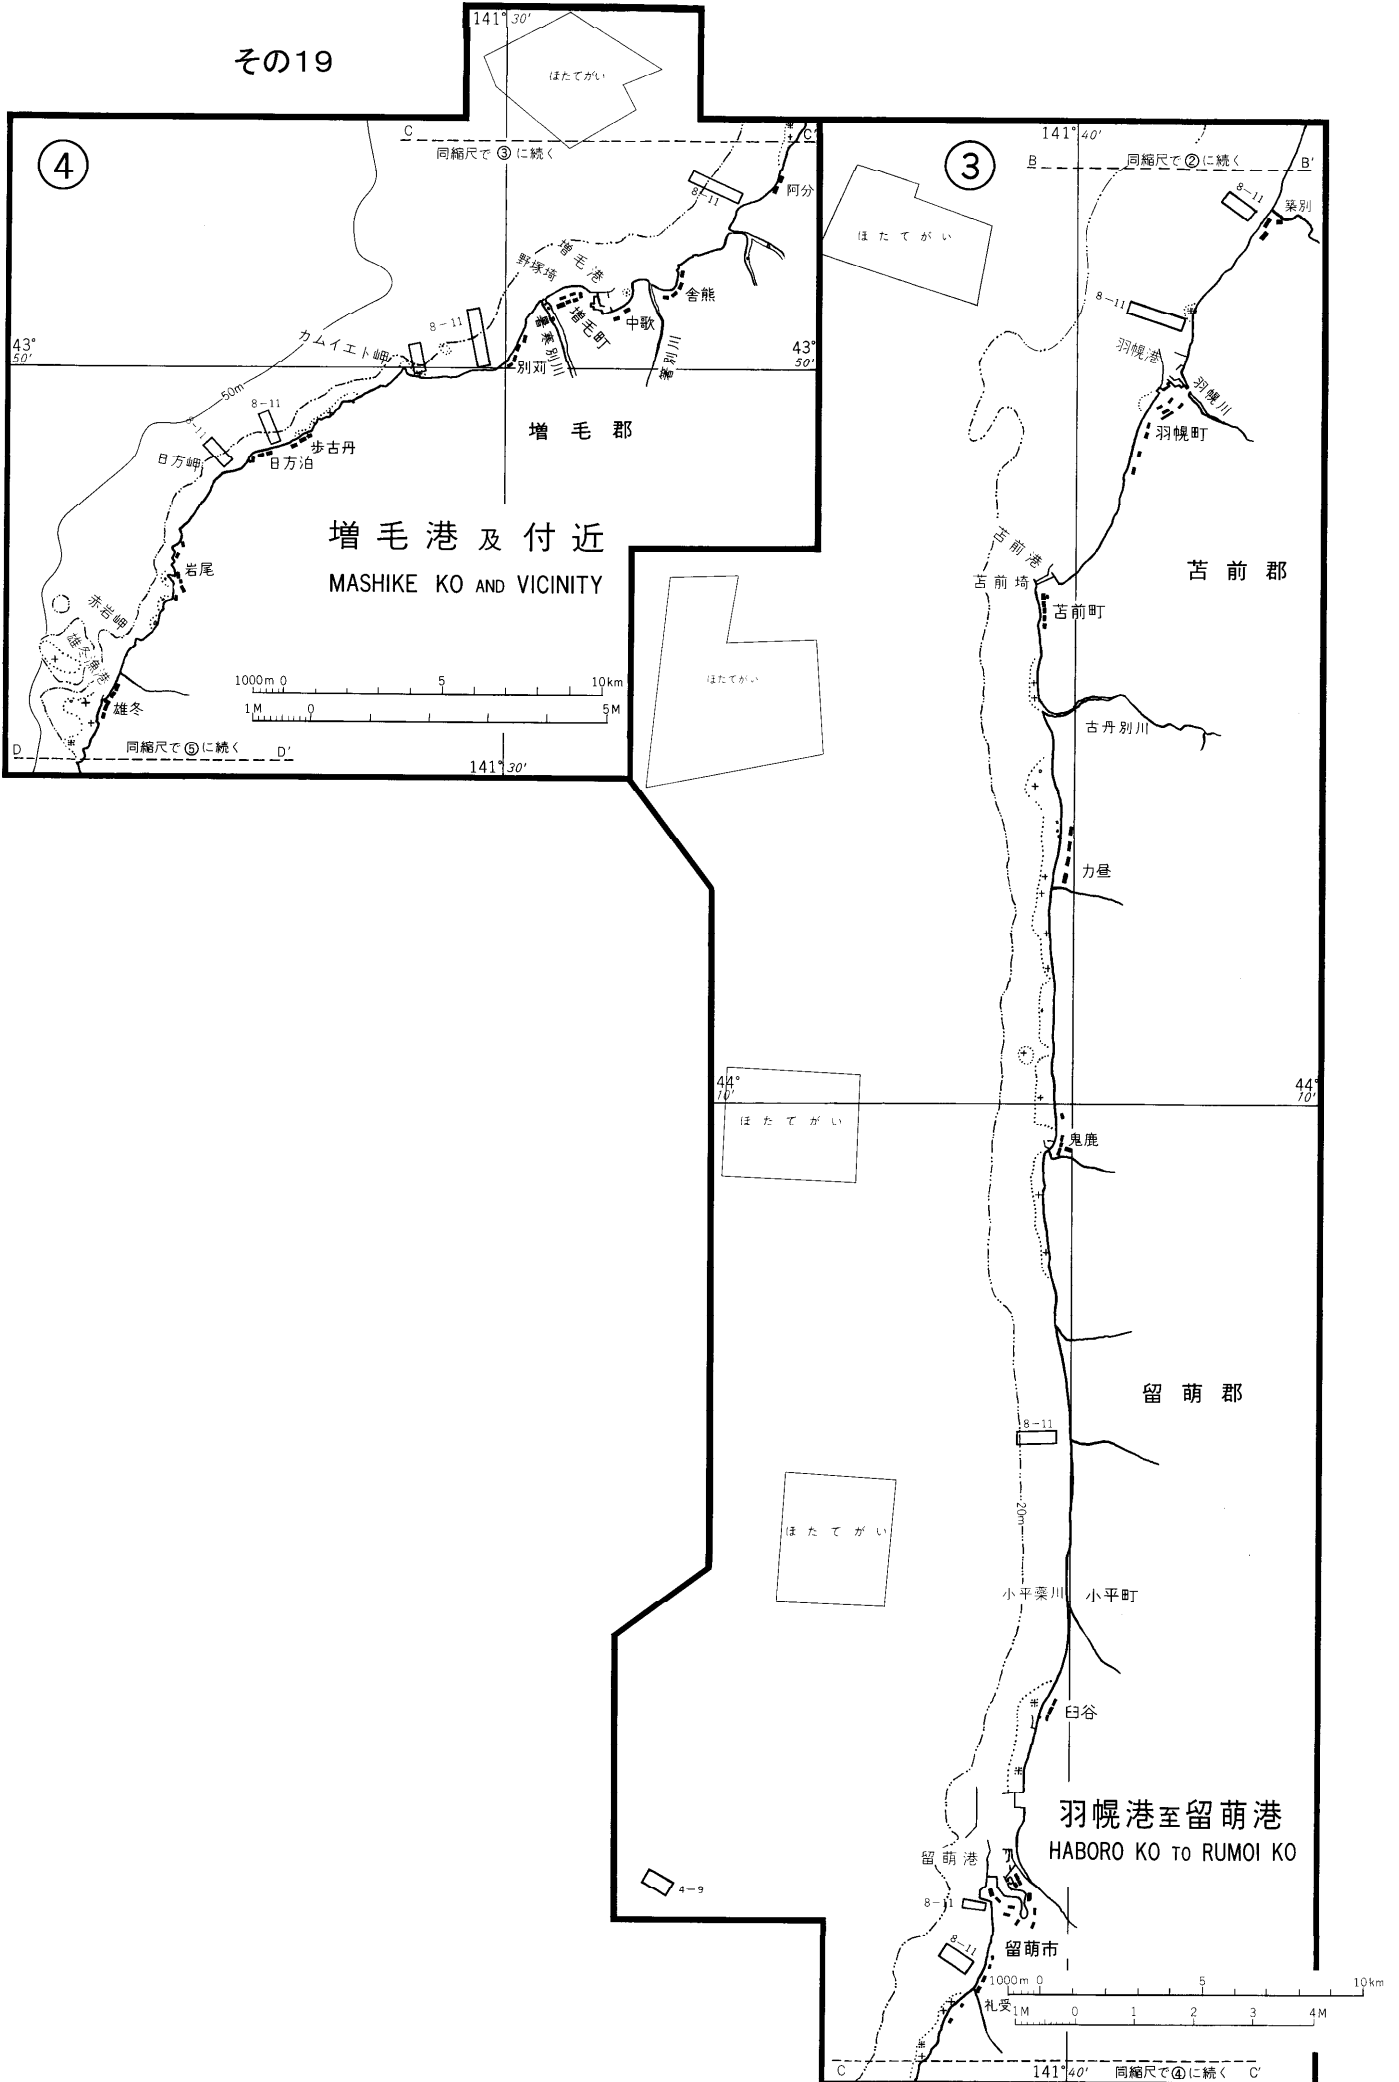 その19
141° 30′
ほたてがい
④
C C′
同縮尺で③に続く
8-11
阿分
増毛港
野塚埼
舎熊
増毛町
中歌
暑寒別川
箸別川
別苅
8-11
カムイエト岬
43° 50′
43° 50′
50m
8-11
8-11
歩古丹
日方泊
日方岬
増毛郡
増毛港及付近
MASHIKE KO AND VICINITY
岩尾
赤岩岬
雄冬漁港
雄冬
1000m 0 5 10km
1M 0 5M
D 同縮尺で⑤に続く D′
141° 30′
③
141° 40′
B 同縮尺で②に続く B′
8-11
築別
ほたてがい
8-11
羽幌港
羽幌川
羽幌町
苫前港
苫前埼
苫前町
苫前郡
ほたてがい
古丹別川
力昼
44° 10′
44° 10′
ほたてがい
鬼鹿
留萌郡
8-11
20m
ほたてがい
小平蘂川 小平町
臼谷
羽幌港至留萌港
HABORO KO TO RUMOI KO
留萌港
4-9
8-11
8-11
留萌市
礼受
1000m 0 5 10km
1M 0 1 2 3 4M
C 141° 40′ 同縮尺で④に続く C′